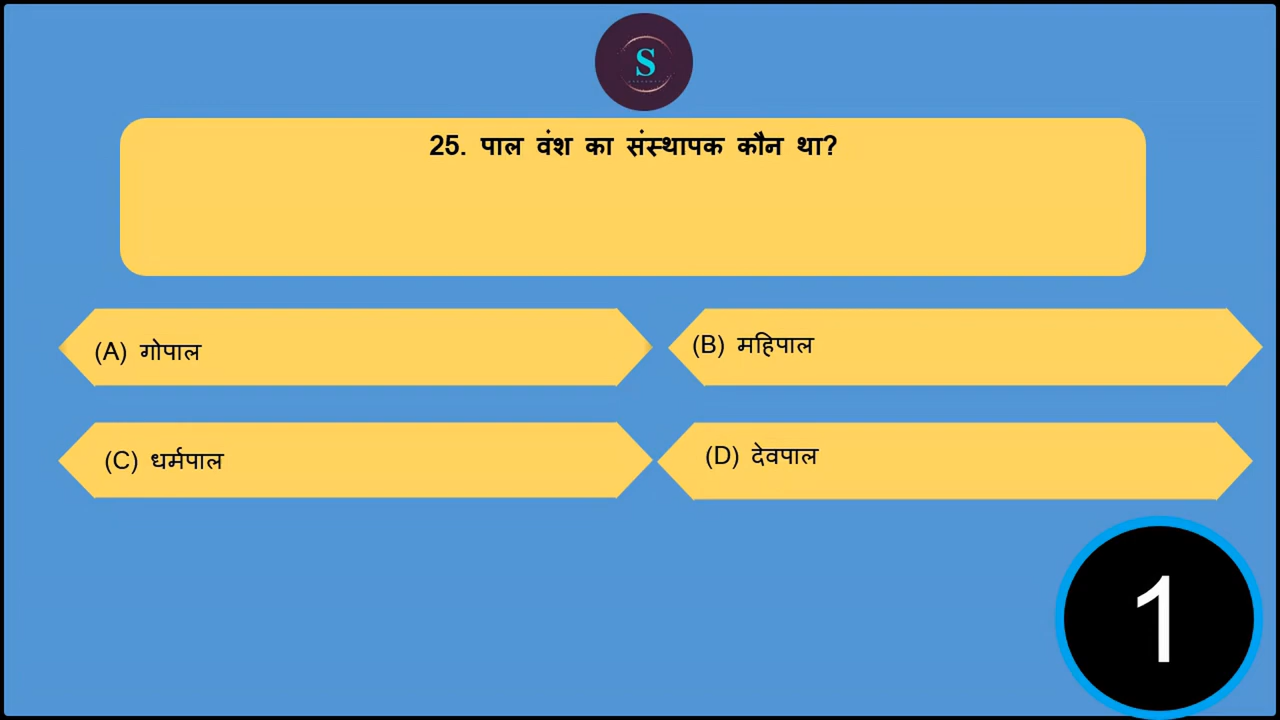 S
25. पाल वंश का संस्थापक कौन था?
(A) गोपाल
(B) महिपाल
(C) धर्मपाल
(D) देवपाल
1